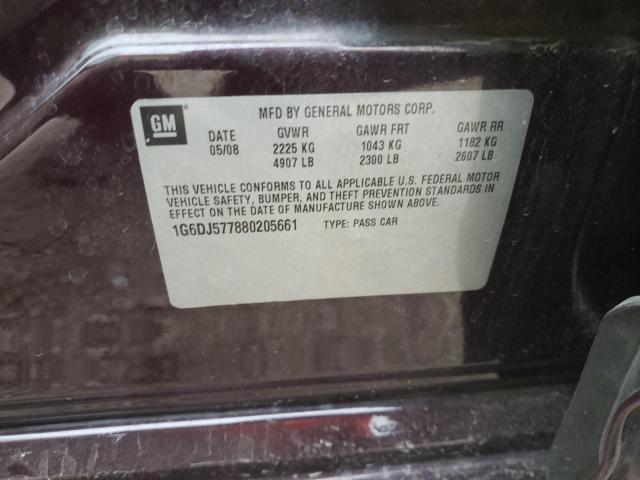 GM
MFD BY GENERAL MOTORS CORP.
DATE GVWR GAWR FRT GAWR RR
05/08 2225 KG 1043 KG 1182 KG
4907 LB 2300 LB 2607 LB
THIS VEHICLE CONFORMS TO ALL APPLICABLE U.S. FEDERAL MOTOR
VEHICLE SAFETY, BUMPER, AND THEFT PREVENTION STANDARDS IN
EFFECT ON THE DATE OF MANUFACTURE SHOWN ABOVE.
1G6DJ577880205661 TYPE: PASS CAR